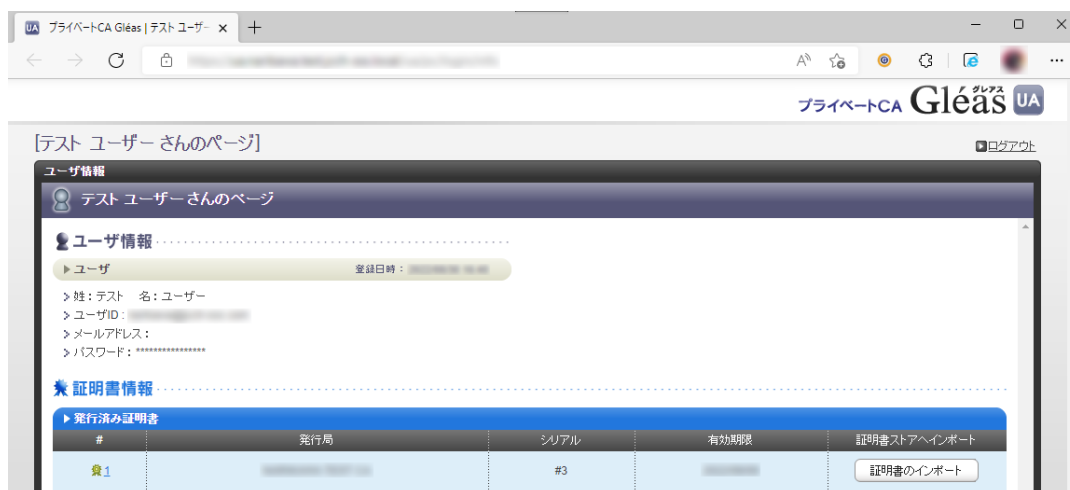 UA プライベートCA Gléas | テスト ユーザー
プライベートCA Gléas グレアス UA
[テスト ユーザー さんのページ]
ログアウト
ユーザ情報
テスト ユーザー さんのページ
ユーザ情報
ユーザ 登録日時：
姓：テスト 名：ユーザー
ユーザID：
メールアドレス：
パスワード：***************
証明書情報
発行済み証明書
# 発行局 シリアル 有効期限 証明書ストアへインポート
1 #3 証明書のインポート